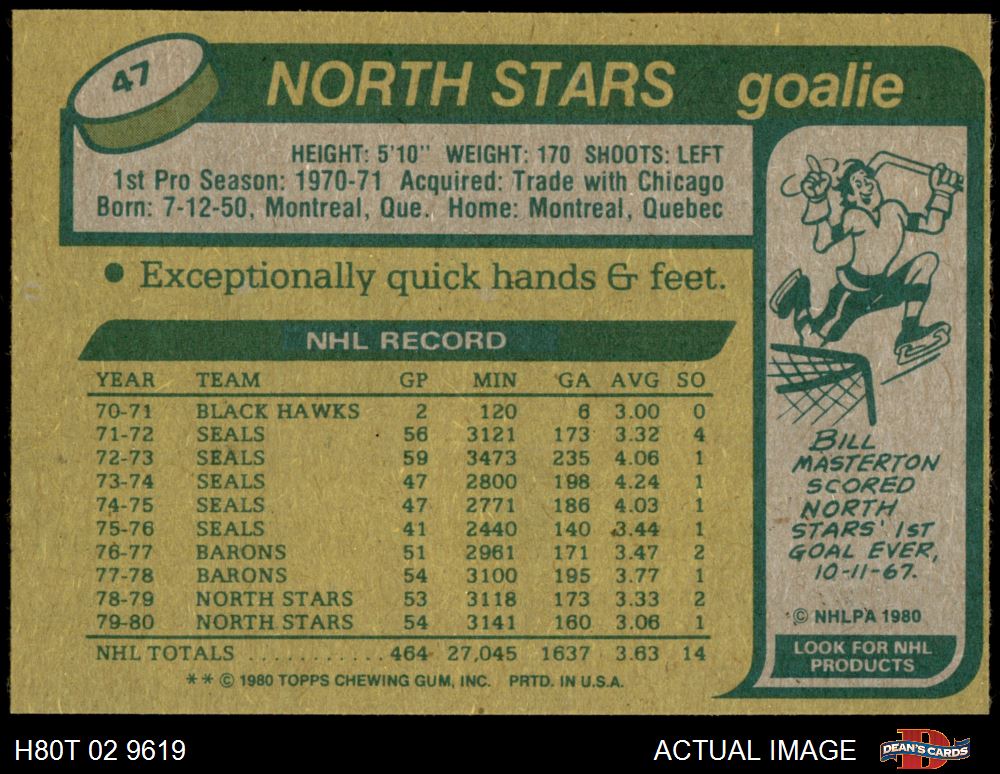 47
NORTH STARS goalie
HEIGHT: 5'10" WEIGHT: 170 SHOOTS: LEFT
1st Pro Season: 1970-71 Acquired: Trade with Chicago
Born: 7-12-50, Montreal, Que. Home: Montreal, Quebec
• Exceptionally quick hands & feet.
NHL RECORD
YEAR TEAM GP MIN GA AVG SO
70-71 BLACK HAWKS 2 120 6 3.00 0
71-72 SEALS 56 3121 173 3.32 4
72-73 SEALS 59 3473 235 4.06 1
73-74 SEALS 47 2800 198 4.24 1
74-75 SEALS 47 2771 186 4.03 1
75-76 SEALS 41 2440 140 3.44 1
76-77 BARONS 51 2961 171 3.47 2
77-78 BARONS 54 3100 195 3.77 1
78-79 NORTH STARS 53 3118 173 3.33 2
79-80 NORTH STARS 54 3141 160 3.06 1
NHL TOTALS .......... 464 27,045 1637 3.63 14
** © 1980 TOPPS CHEWING GUM, INC. PRTD. IN U.S.A.
BILL
MASTERTON
SCORED
NORTH
STARS' 1ST
GOAL EVER,
10-11-67.
© NHLPA 1980
LOOK FOR NHL
PRODUCTS
H80T 02 9619
ACTUAL IMAGE
DEAN'S CARDS